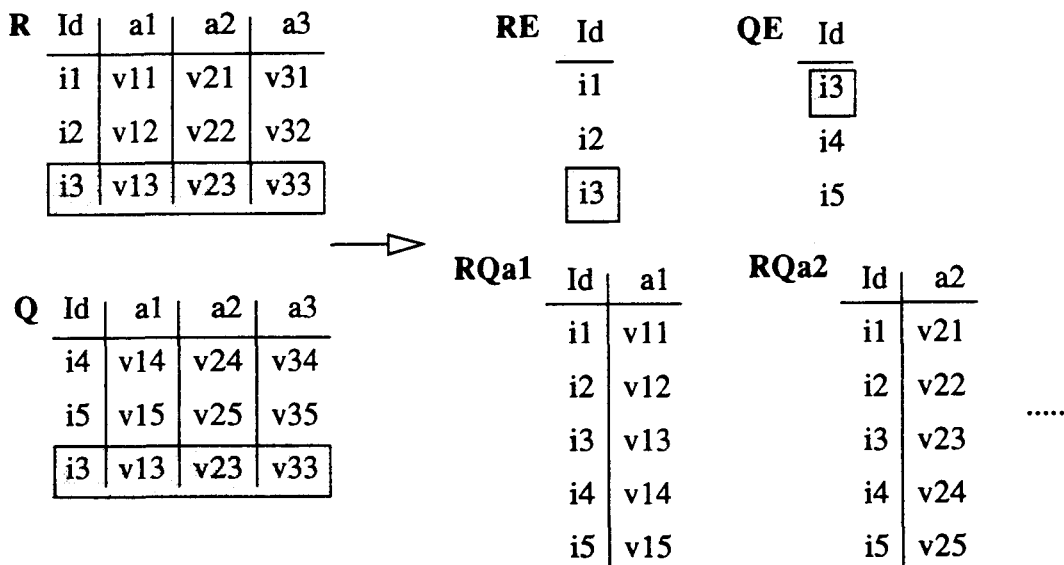 R Id a1 a2 a3
i1 v11 v21 v31
i2 v12 v22 v32
i3 v13 v23 v33
Q Id a1 a2 a3
i4 v14 v24 v34
i5 v15 v25 v35
i3 v13 v23 v33
RE Id
i1
i2
i3
QE Id
i3
i4
i5
RQa1 Id a1
i1 v11
i2 v12
i3 v13
i4 v14
i5 v15
RQa2 Id a2
i1 v21
i2 v22
i3 v23
i4 v24
i5 v25
.....